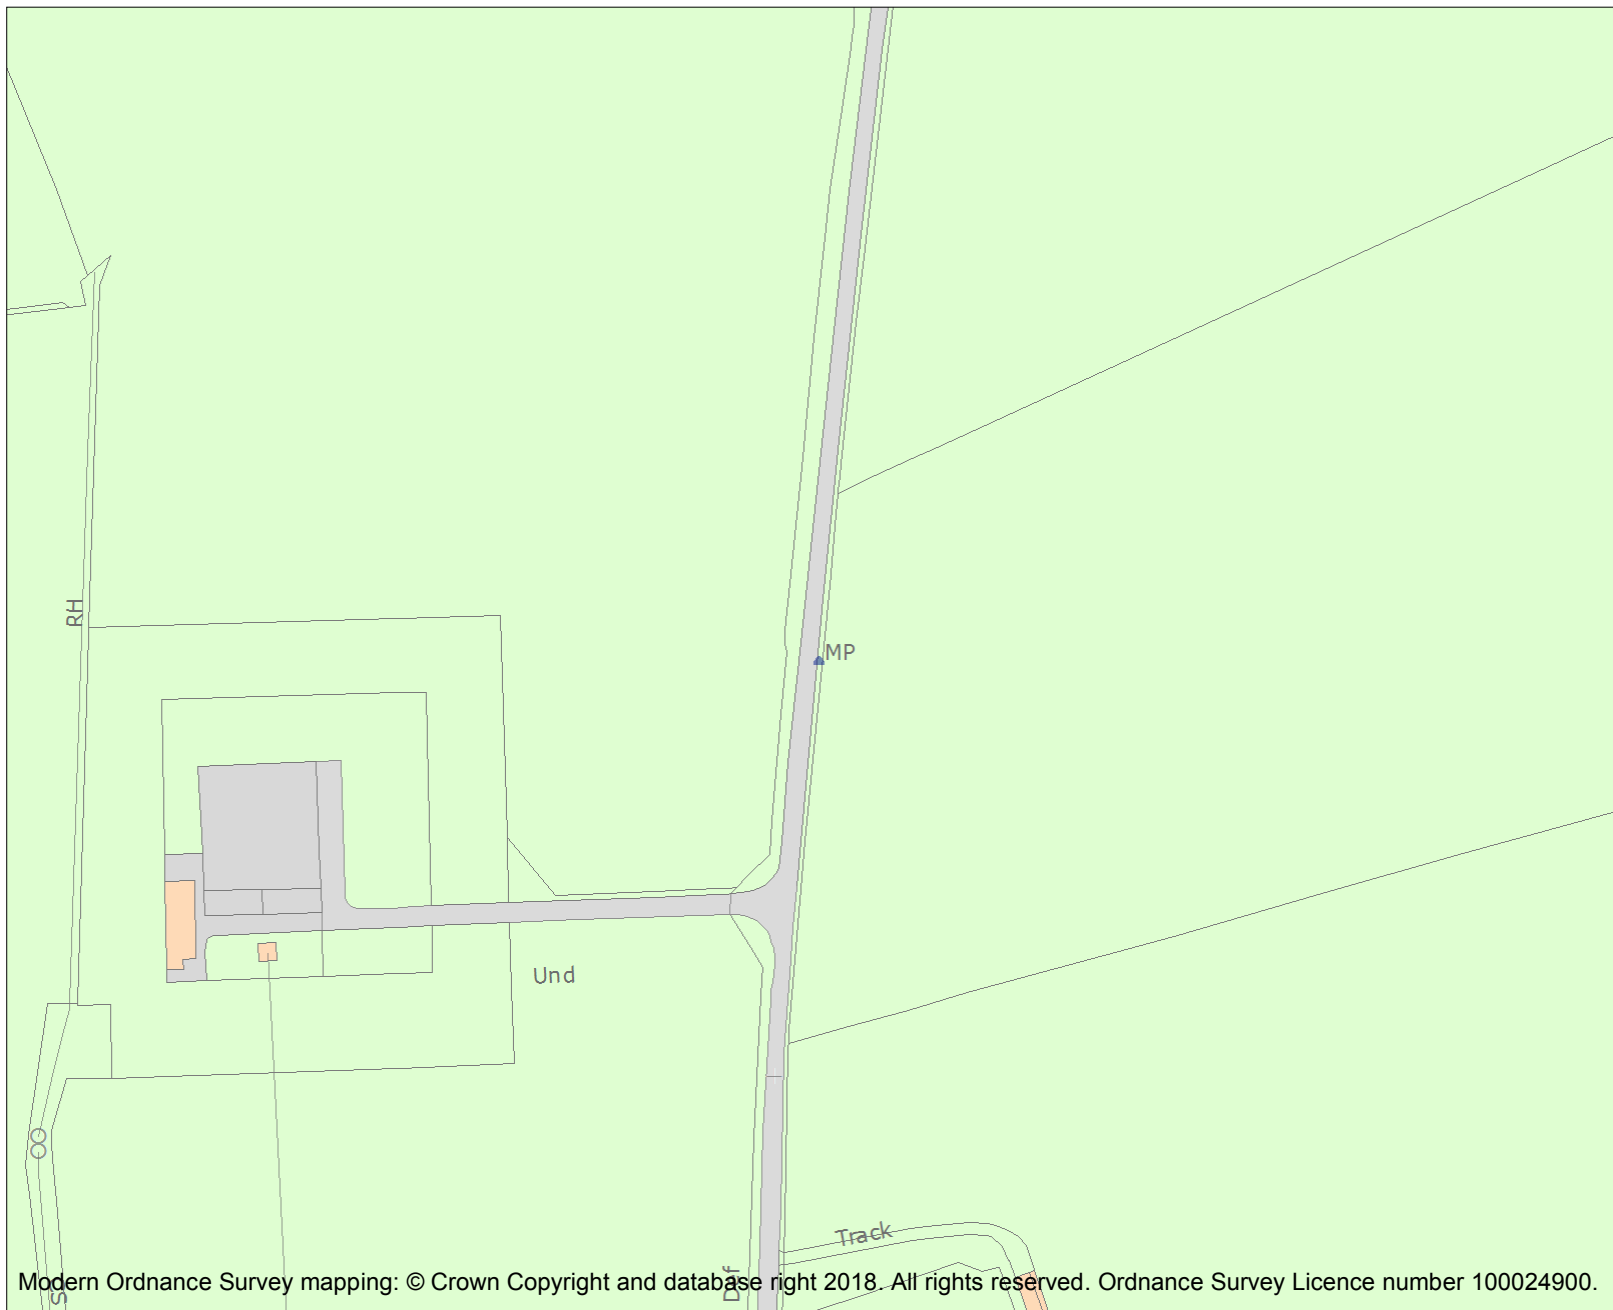 RH
MP
Und
Track
Def
Modern Ordnance Survey mapping: © Crown Copyright and database right 2018. All rights reserved. Ordnance Survey Licence number 100024900.